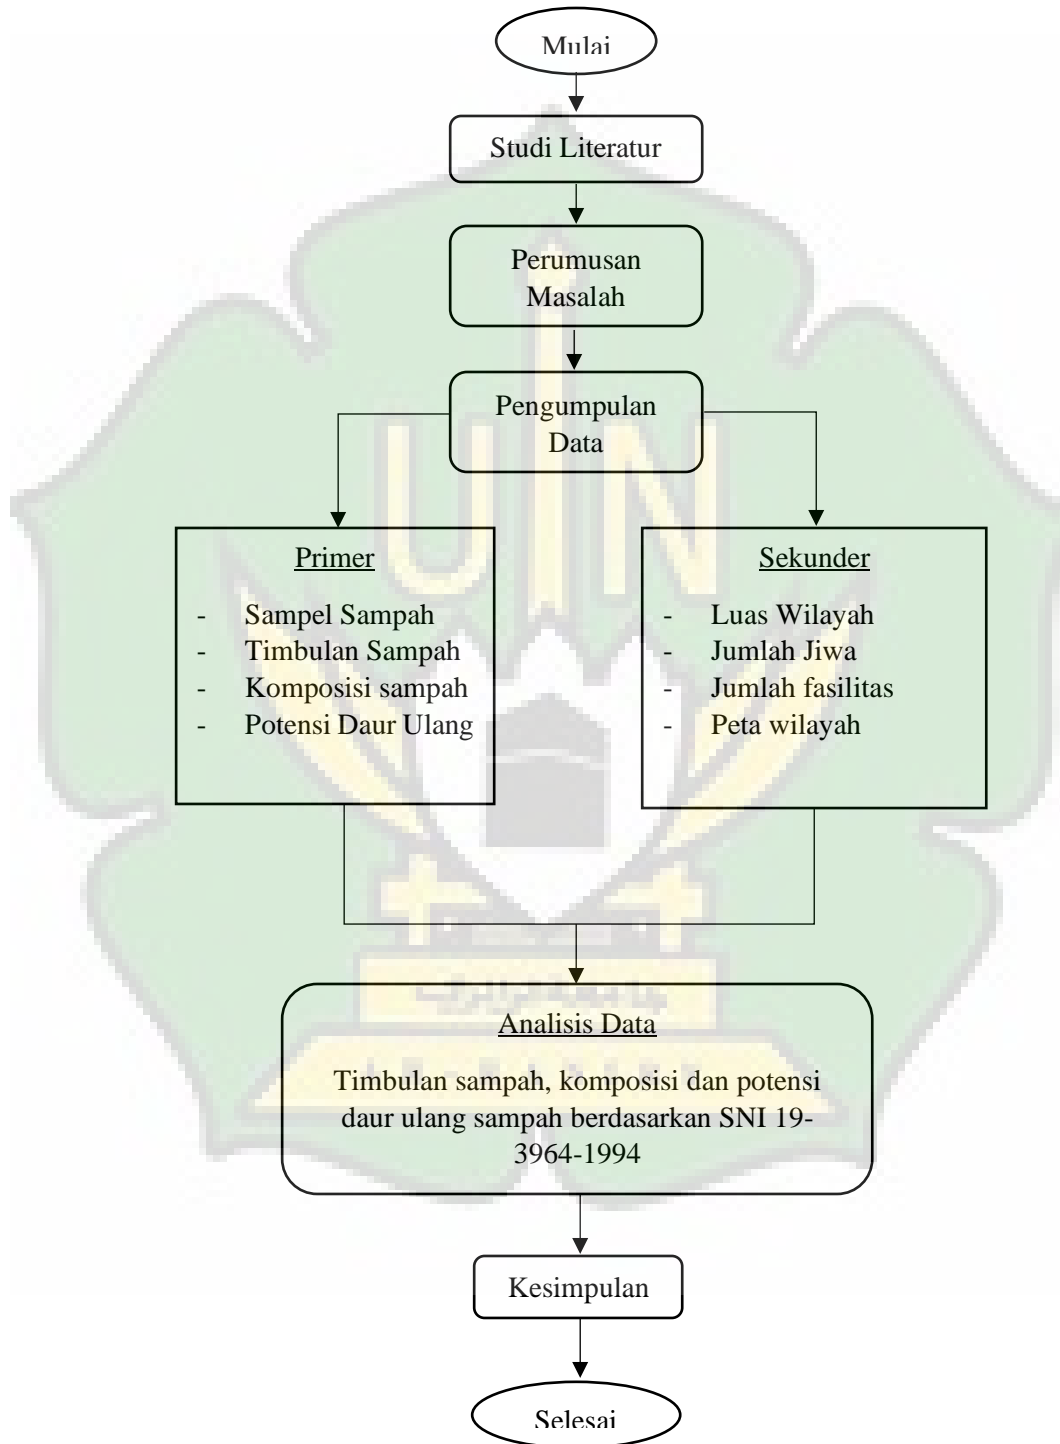 Mulai
Studi Literatur
Perumusan
Masalah
Pengumpulan
Data
Primer
- Sampel Sampah
- Timbulan Sampah
- Komposisi sampah
- Potensi Daur Ulang
Sekunder
- Luas Wilayah
- Jumlah Jiwa
- Jumlah fasilitas
- Peta wilayah
UIN
Analisis Data
Timbulan sampah, komposisi dan potensi
daur ulang sampah berdasarkan SNI 19-
3964-1994
Kesimpulan
Selesai